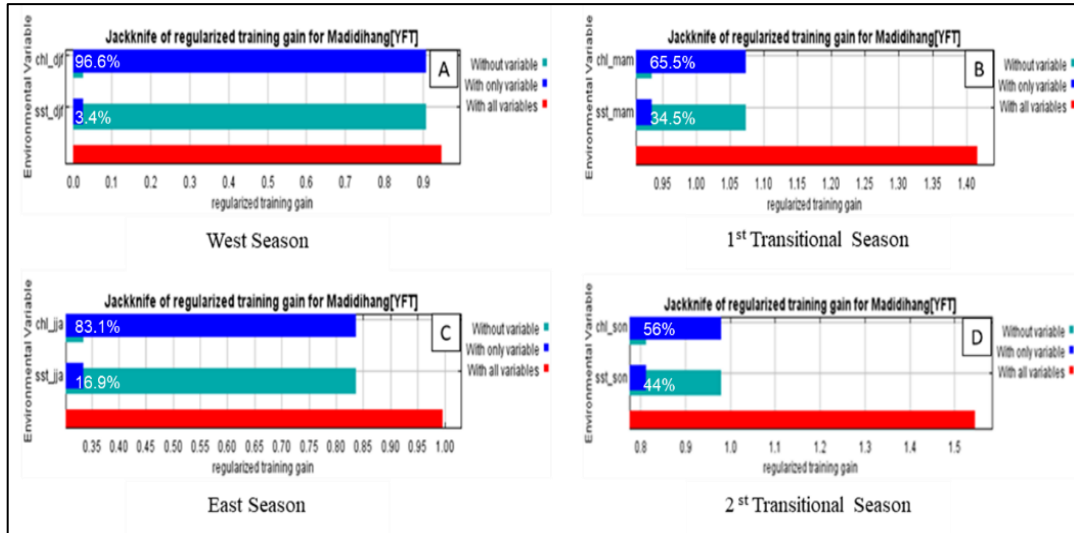 Jackknife of regularized training gain for Madidihang[YFT]
Environmental Variable
chl_djf
96.6%
A
Without variable
With only variable
With all variables
sst_djf
3.4%
0.0 0.1 0.2 0.3 0.4 0.5 0.6 0.7 0.8 0.9
regularized training gain
West Season
Jackknife of regularized training gain for Madidihang[YFT]
Environmental Variable
chl_mam
65.5%
B
Without variable
With only variable
With all variables
sst_mam
34.5%
0.95 1.00 1.05 1.10 1.15 1.20 1.25 1.30 1.35 1.40
regularized training gain
1st Transitional Season
Jackknife of regularized training gain for Madidihang[YFT]
Environmental Variable
chl_jja
83.1%
C
Without variable
With only variable
With all variables
sst_jja
16.9%
0.35 0.40 0.45 0.50 0.55 0.60 0.65 0.70 0.75 0.80 0.85 0.90 0.95 1.00
regularized training gain
East Season
Jackknife of regularized training gain for Madidihang[YFT]
Environmental Variable
chl_son
56%
D
Without variable
With only variable
With all variables
sst_son
44%
0.8 0.9 1.0 1.1 1.2 1.3 1.4 1.5
regularized training gain
2st Transitional Season